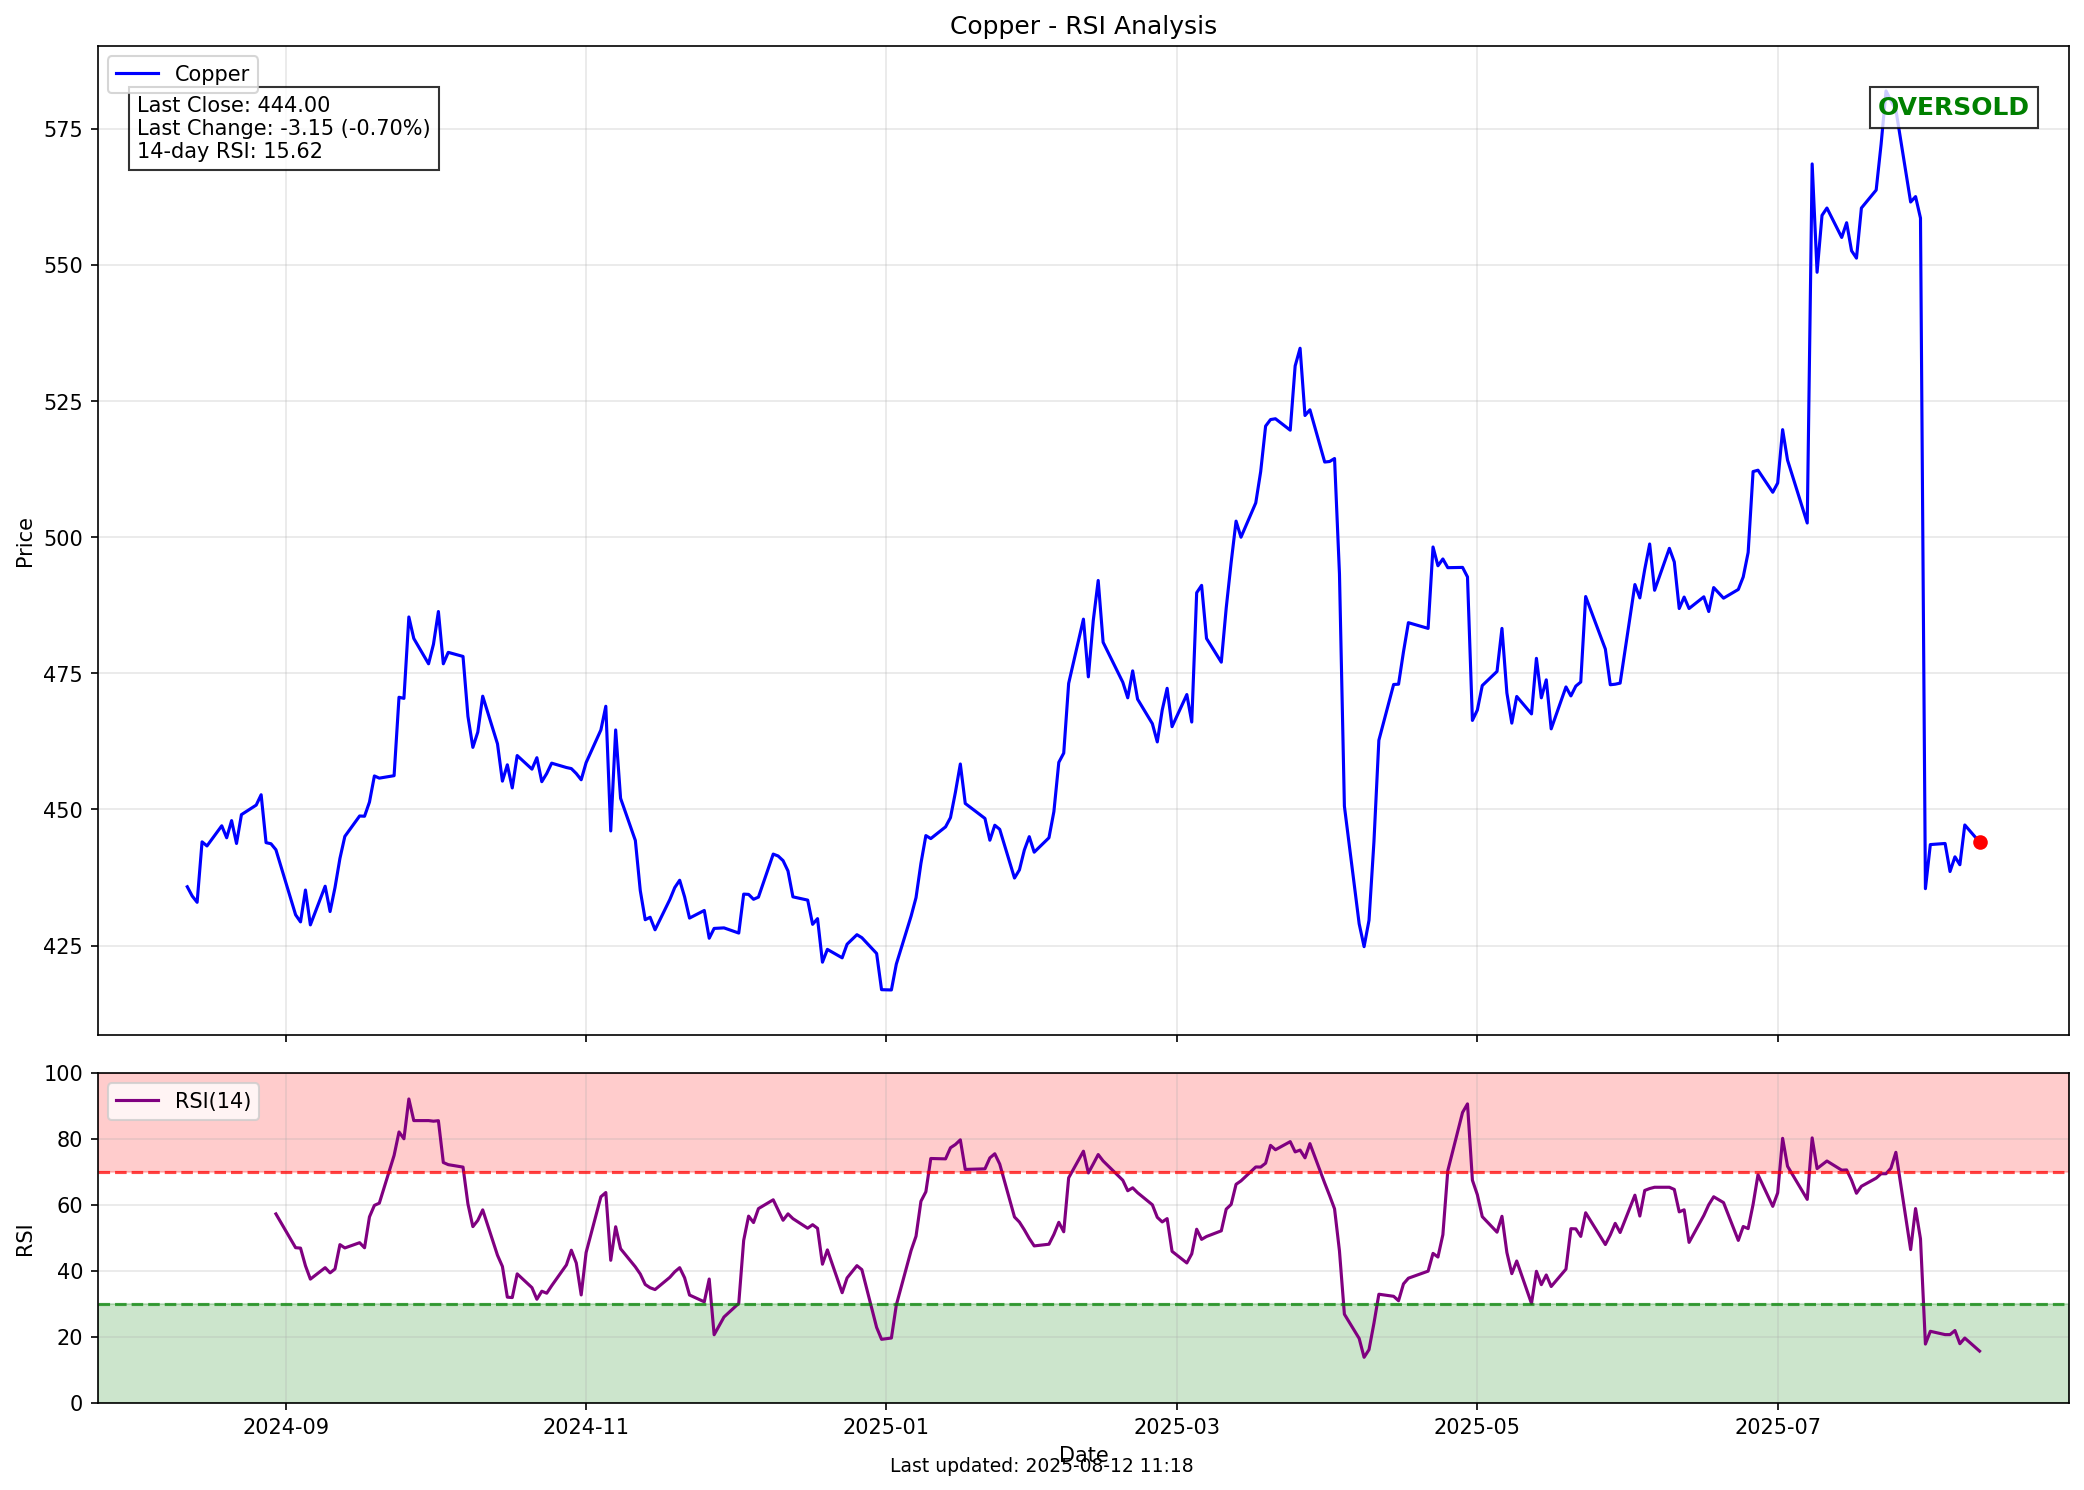 Copper - RSI Analysis
Copper
Last Close: 444.00
Last Change: -3.15 (-0.70%)
14-day RSI: 15.62
OVERSOLD
575
550
525
500
475
450
425
Price
100
80
60
40
20
0
RSI
RSI(14)
2024-09
2024-11
2025-01
2025-03
2025-05
2025-07
Date
Last updated: 2025-08-12 11:18